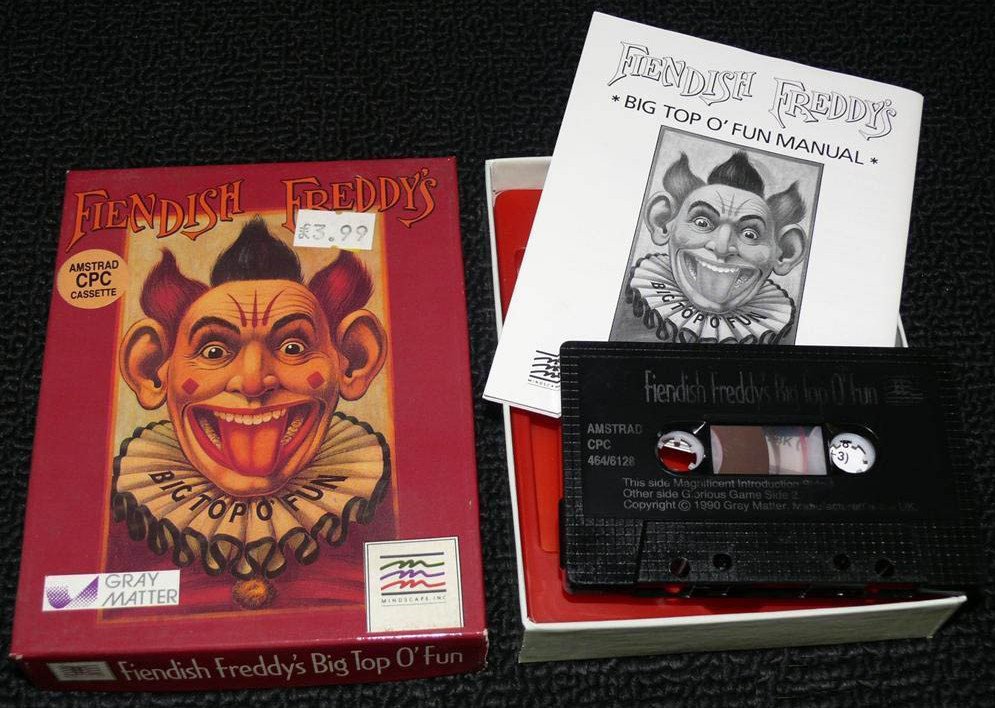 FIENDISH FREDDY'S
£3.99
AMSTRAD
CPC
CASSETTE
BIG TOP O' FUN
GRAY
MATTER
MINDSCAPE INC
Fiendish Freddy's Big Top O' Fun
FIENDISH FREDDY'S
* BIG TOP O' FUN MANUAL *
BIG TOP O' FUN
Fiendish Freddy's Big Top O' Fun
AMSTRAD
CPC
464/6128
This side Magnificent Introduction
Other side Glorious Game Side 2
Copyright © 1990 Gray Matter. UK